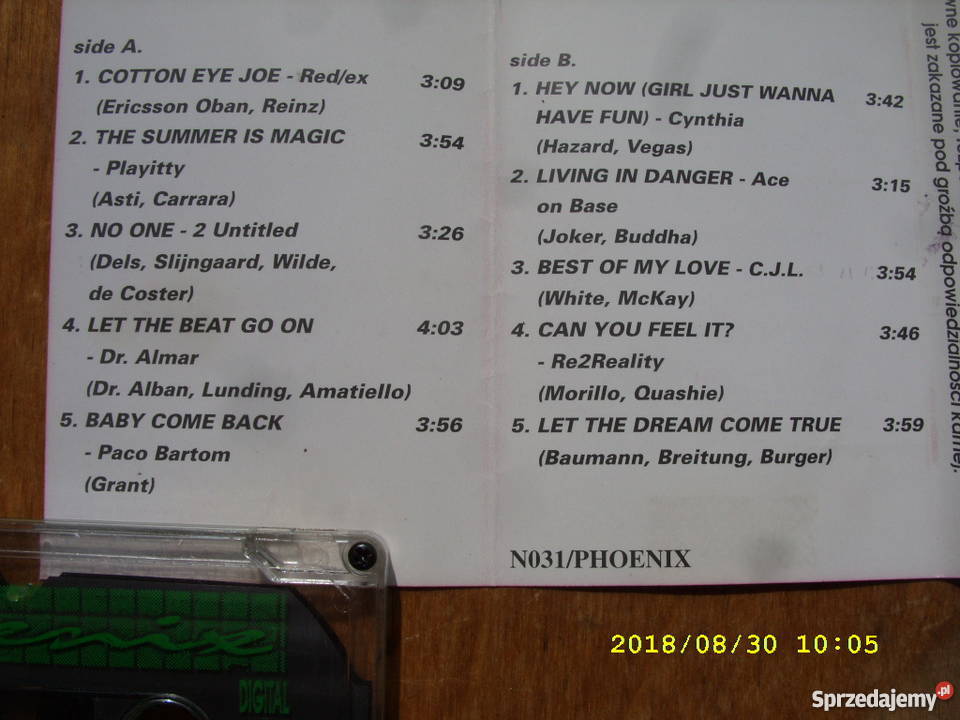 side A.
1. COTTON EYE JOE - Red/ex 3:09
(Ericsson Oban, Reinz)
2. THE SUMMER IS MAGIC 3:54
- Playitty
(Asti, Carrara)
3. NO ONE - 2 Untitled 3:26
(Dels, Slijngaard, Wilde,
de Coster)
4. LET THE BEAT GO ON 4:03
- Dr. Almar
(Dr. Alban, Lunding, Amatiello)
5. BABY COME BACK 3:56
- Paco Bartom
(Grant)
side B.
1. HEY NOW (GIRL JUST WANNA 3:42
HAVE FUN) - Cynthia
(Hazard, Vegas)
2. LIVING IN DANGER - Ace 3:15
on Base
(Joker, Buddha)
3. BEST OF MY LOVE - C.J.L. 3:54
(White, McKay)
4. CAN YOU FEEL IT? 3:46
- Re2Reality
(Morillo, Quashie)
5. LET THE DREAM COME TRUE 3:59
(Baumann, Breitung, Burger)
N031/PHOENIX
kopiowanie,
jest zakazane pod groźbą odpowiedzialności karnej.
DIGITAL
2018/08/30 10:05
Sprzedajemy.pl